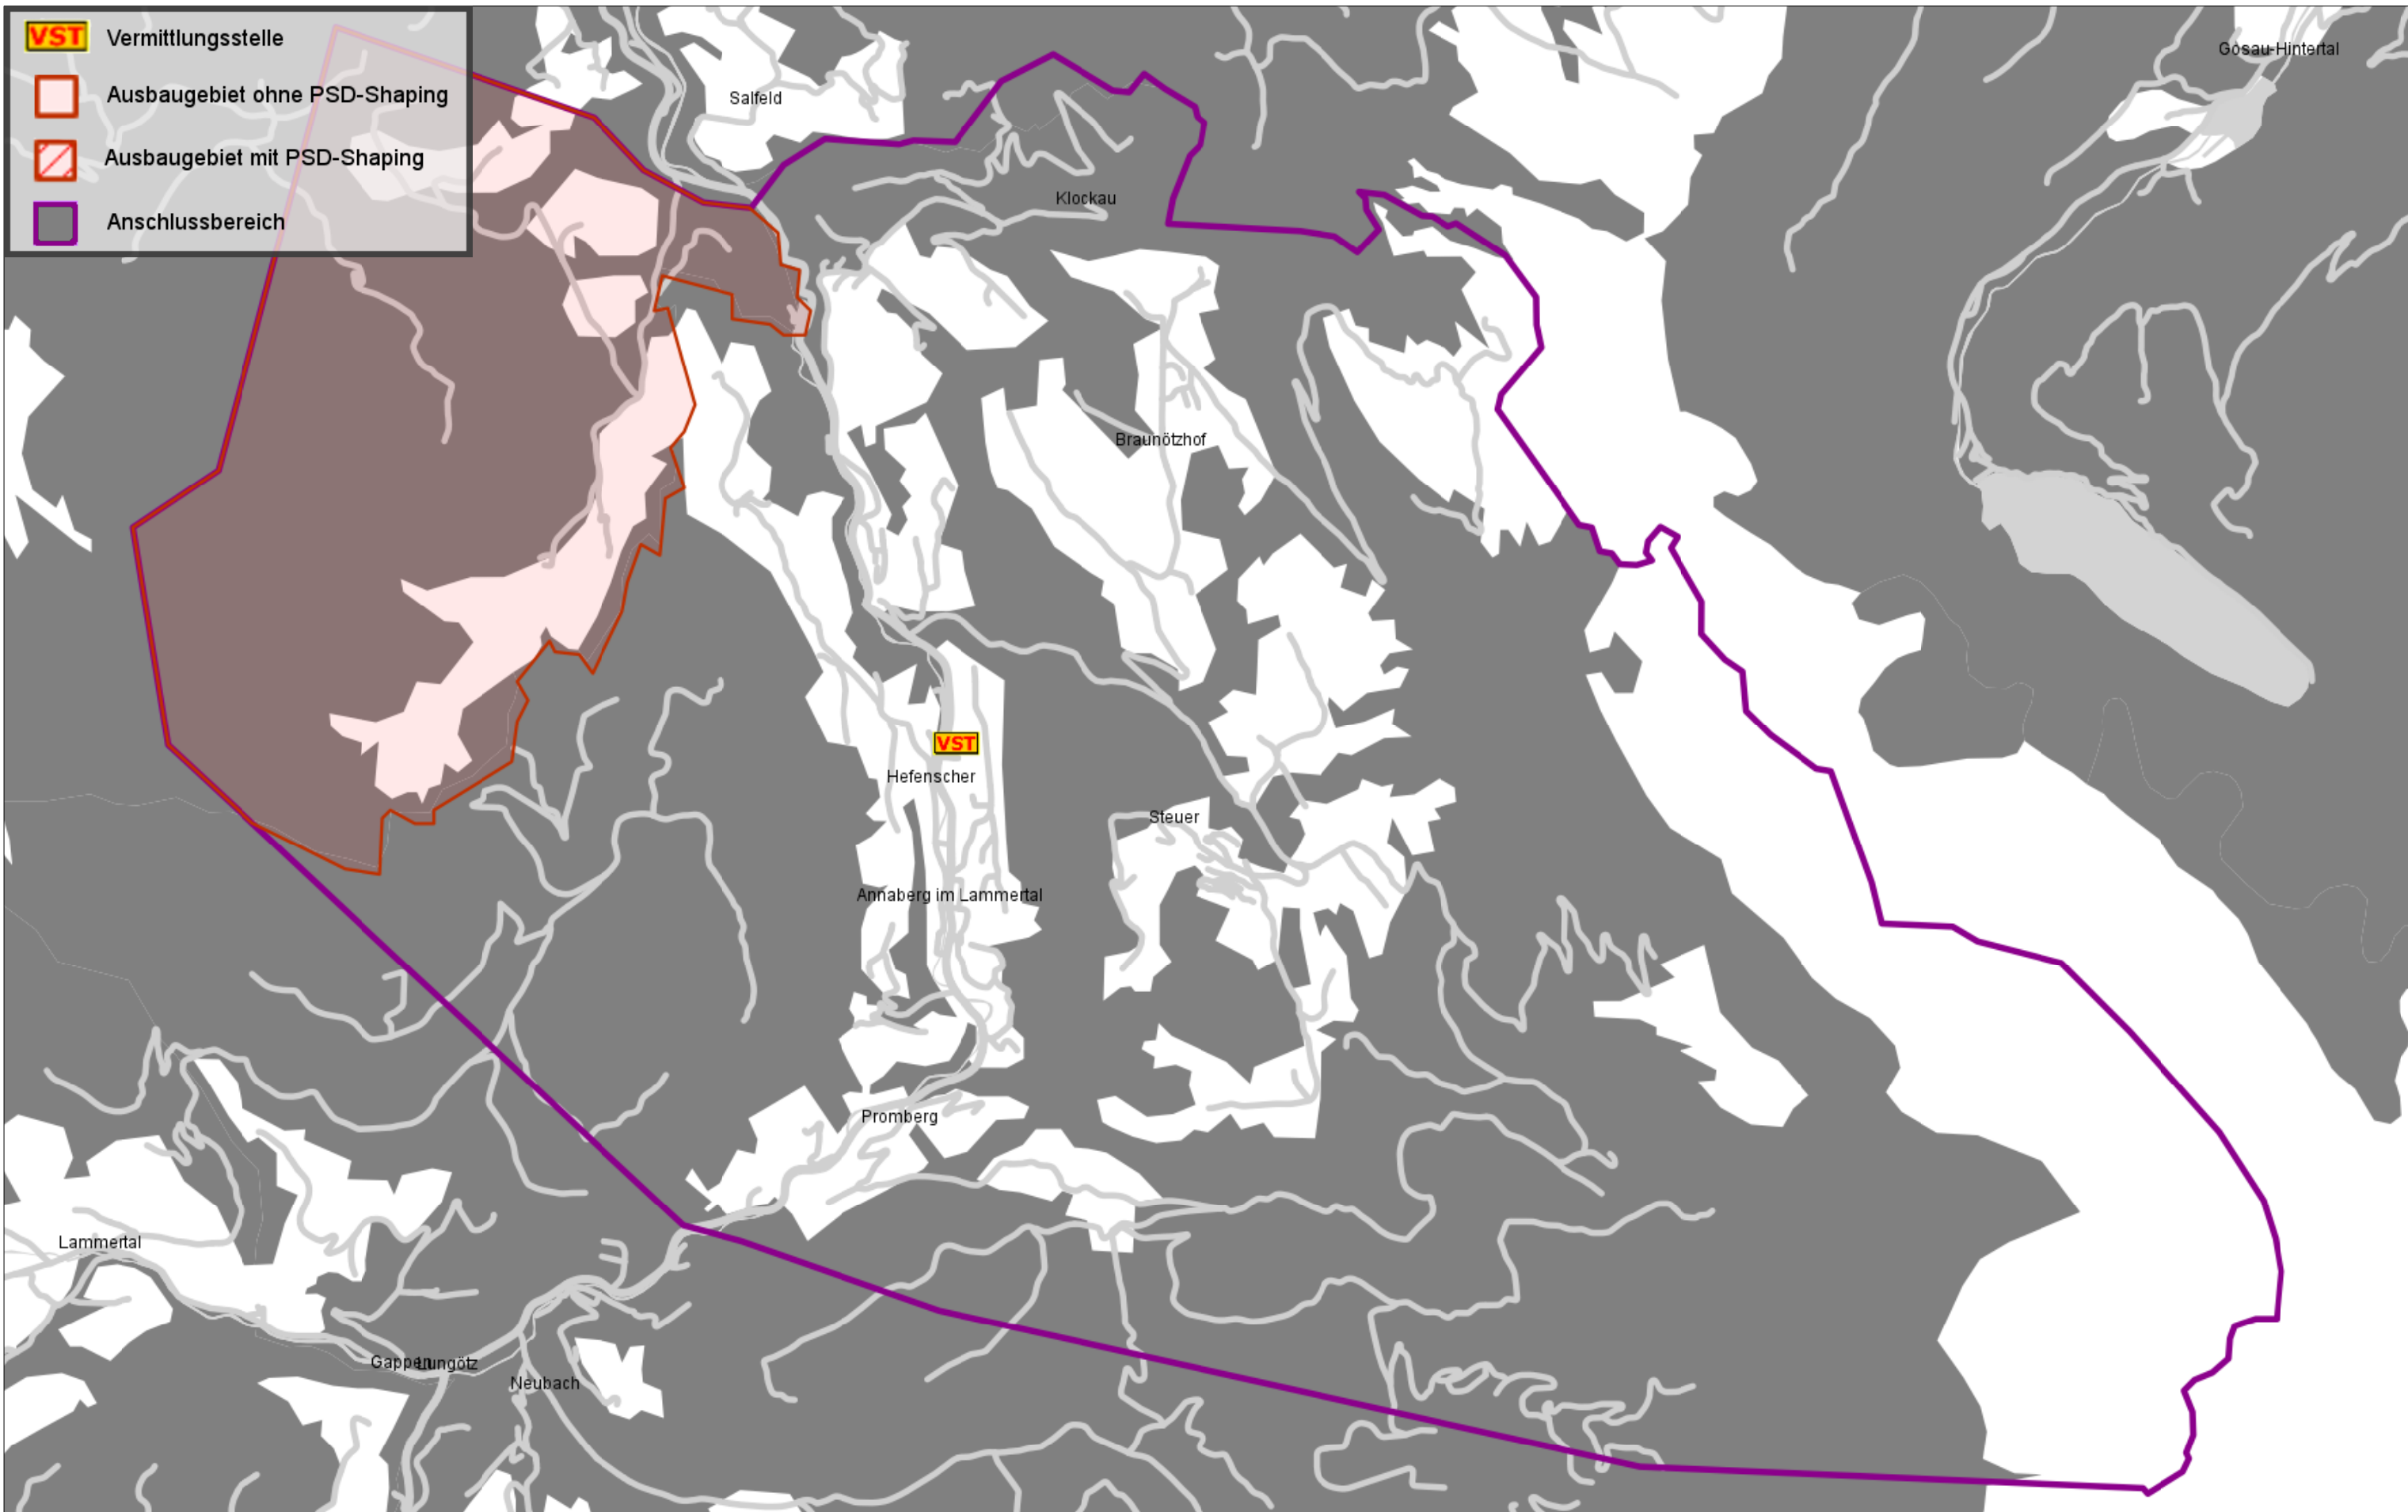 VST Vermittlungsstelle
Ausbaugebiet ohne PSD-Shaping
Ausbaugebiet mit PSD-Shaping
Anschlussbereich
Gosau-Hintertal
Salfeld
Klockau
Braunötzhof
VST
Hefenscher
Steuer
Annaberg im Lammertal
Promberg
Lammertal
Gappen
Lungötz
Neubach